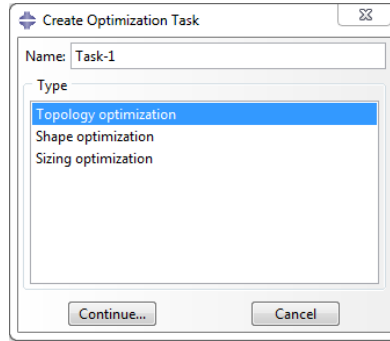 Create Optimization Task
Name: Task-1
Type
Topology optimization
Shape optimization
Sizing optimization
Continue... Cancel